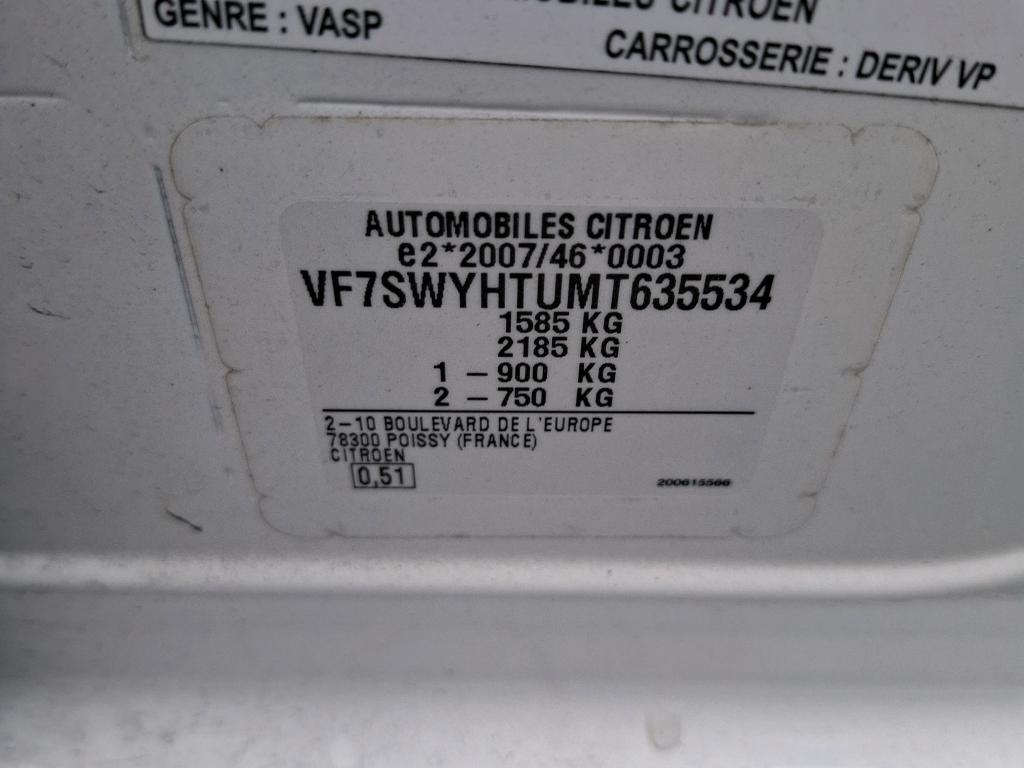 CITROEN
GENRE : VASP
CARROSSERIE : DERIV VP
AUTOMOBILES CITROEN
e2*2007/46*0003
VF7SWYHTUMT635534
1585 KG
2185 KG
1 – 900 KG
2 – 750 KG
2–10 BOULEVARD DE L'EUROPE
78300 POISSY (FRANCE)
CITROEN
0,51
200615566